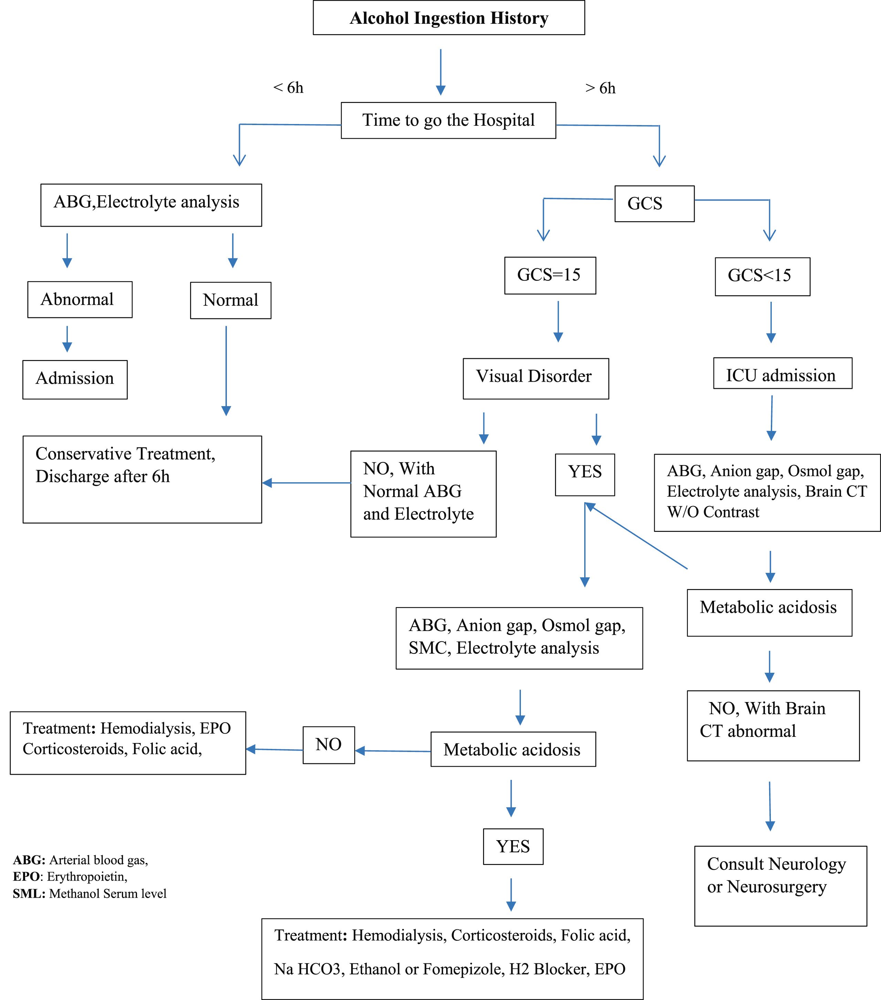 Alcohol Ingestion History
< 6h
> 6h
Time to go the Hospital
ABG,Electrolyte analysis
GCS
GCS=15
GCS<15
Abnormal
Normal
Admission
Visual Disorder
ICU admission
Conservative Treatment,
Discharge after 6h
NO, With
Normal ABG
and Electrolyte
YES
ABG, Anion gap, Osmol gap,
Electrolyte analysis, Brain CT
W/O Contrast
Metabolic acidosis
ABG, Anion gap, Osmol gap,
SMC, Electrolyte analysis
NO, With Brain
CT abnormal
Treatment: Hemodialysis, EPO
Corticosteroids, Folic acid,
NO
Metabolic acidosis
YES
Consult Neurology
or Neurosurgery
ABG: Arterial blood gas,
EPO: Erythropoietin,
SML: Methanol Serum level
Treatment: Hemodialysis, Corticosteroids, Folic acid,
Na HCO3, Ethanol or Fomepizole, H2 Blocker, EPO